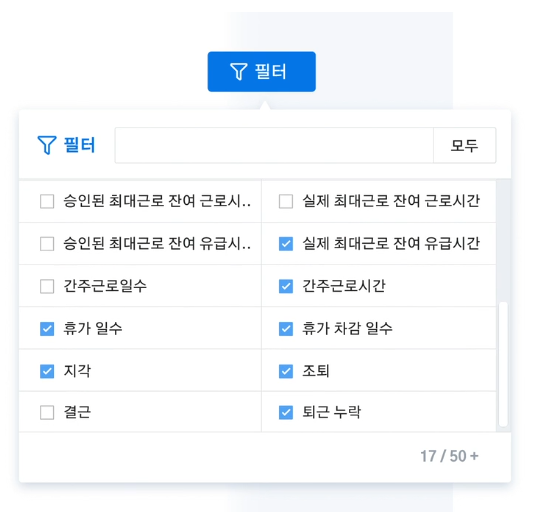 필터
필터
모두
승인된 최대근로 잔여 근로시..
실제 최대근로 잔여 근로시간
승인된 최대근로 잔여 유급시..
실제 최대근로 잔여 유급시간
간주근로일수
간주근로시간
휴가 일수
휴가 차감 일수
지각
조퇴
결근
퇴근 누락
17 / 50 +